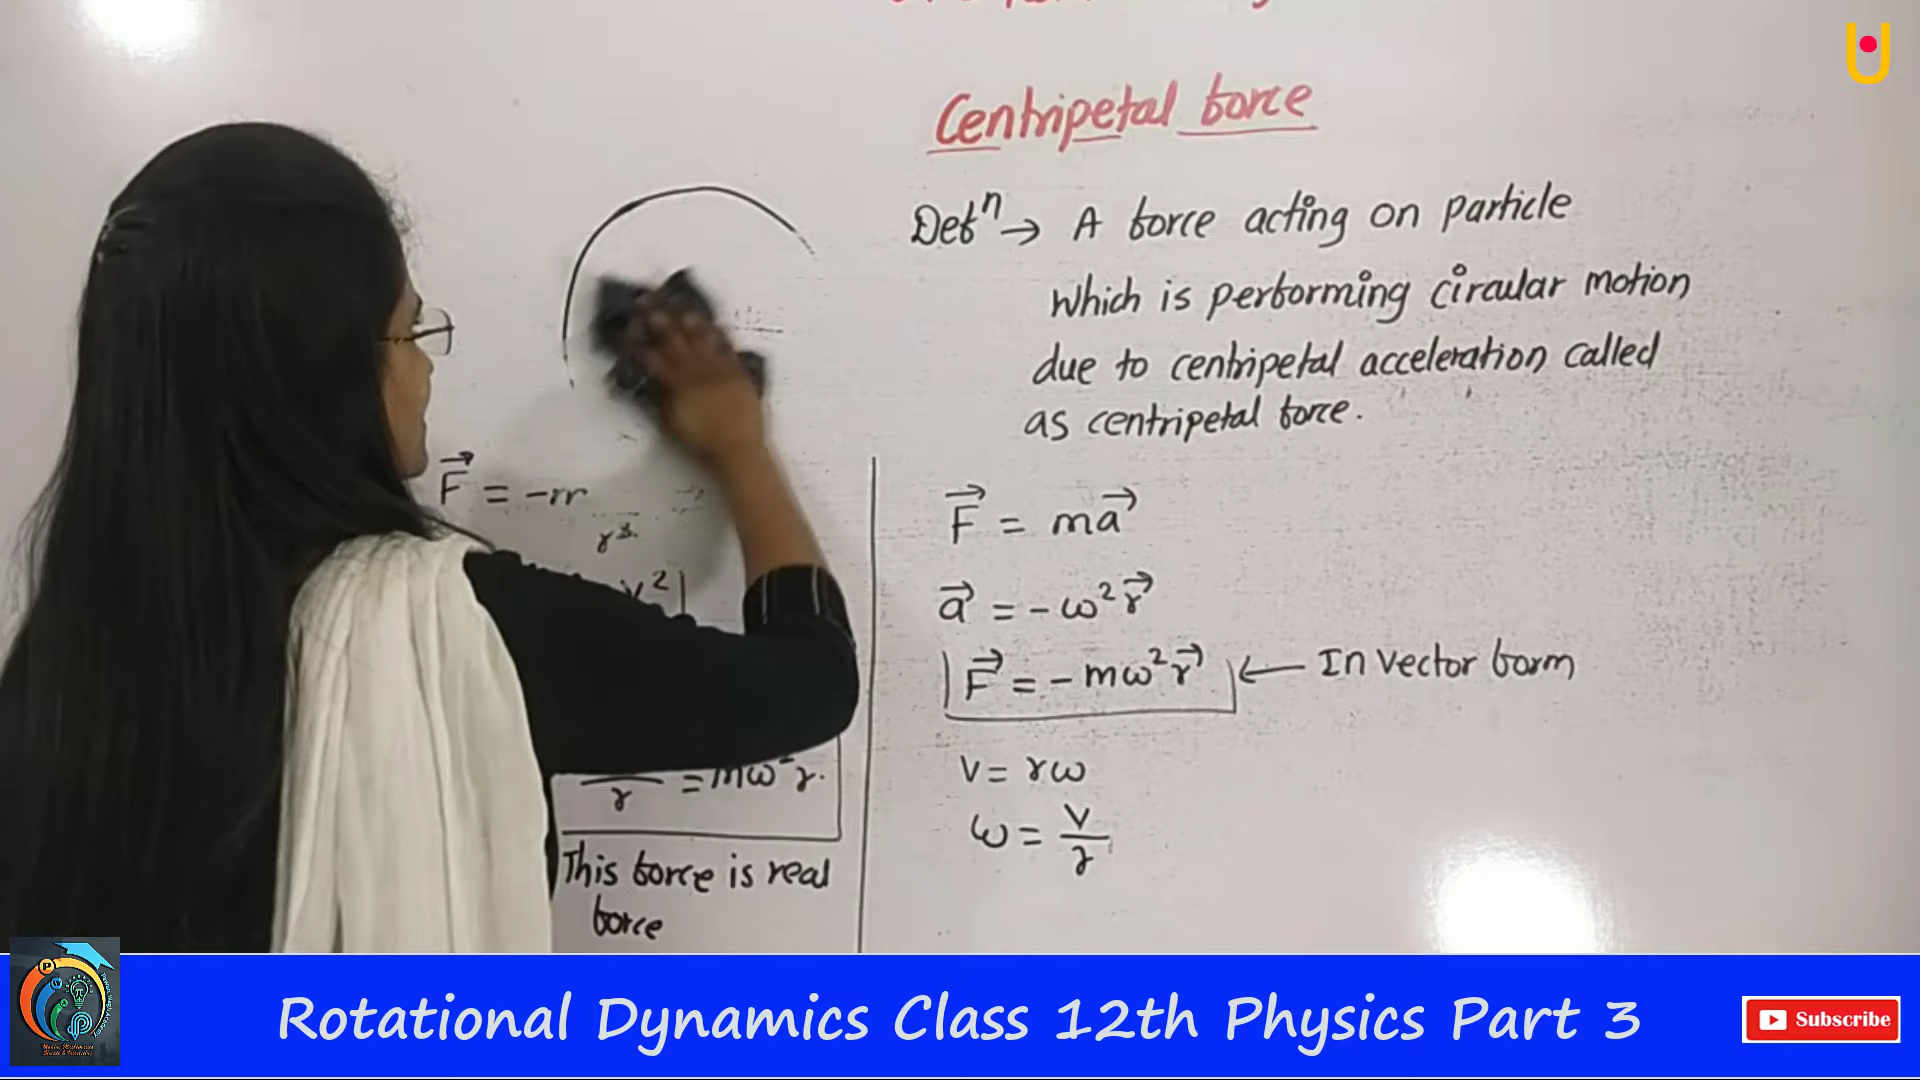 Centripetal force
Defⁿ → A force acting on particle
which is performing circular motion
due to centripetal acceleration called
as centripetal force.
F⃗ = -m
r².
v²
r = mω²r.
This force is real
force
F⃗ = ma⃗
a⃗ = -ω²r⃗
F⃗ = -mω²r⃗ ← In vector form
v = rω
ω = v/r
Rotational Dynamics Class 12th Physics Part 3
Subscribe